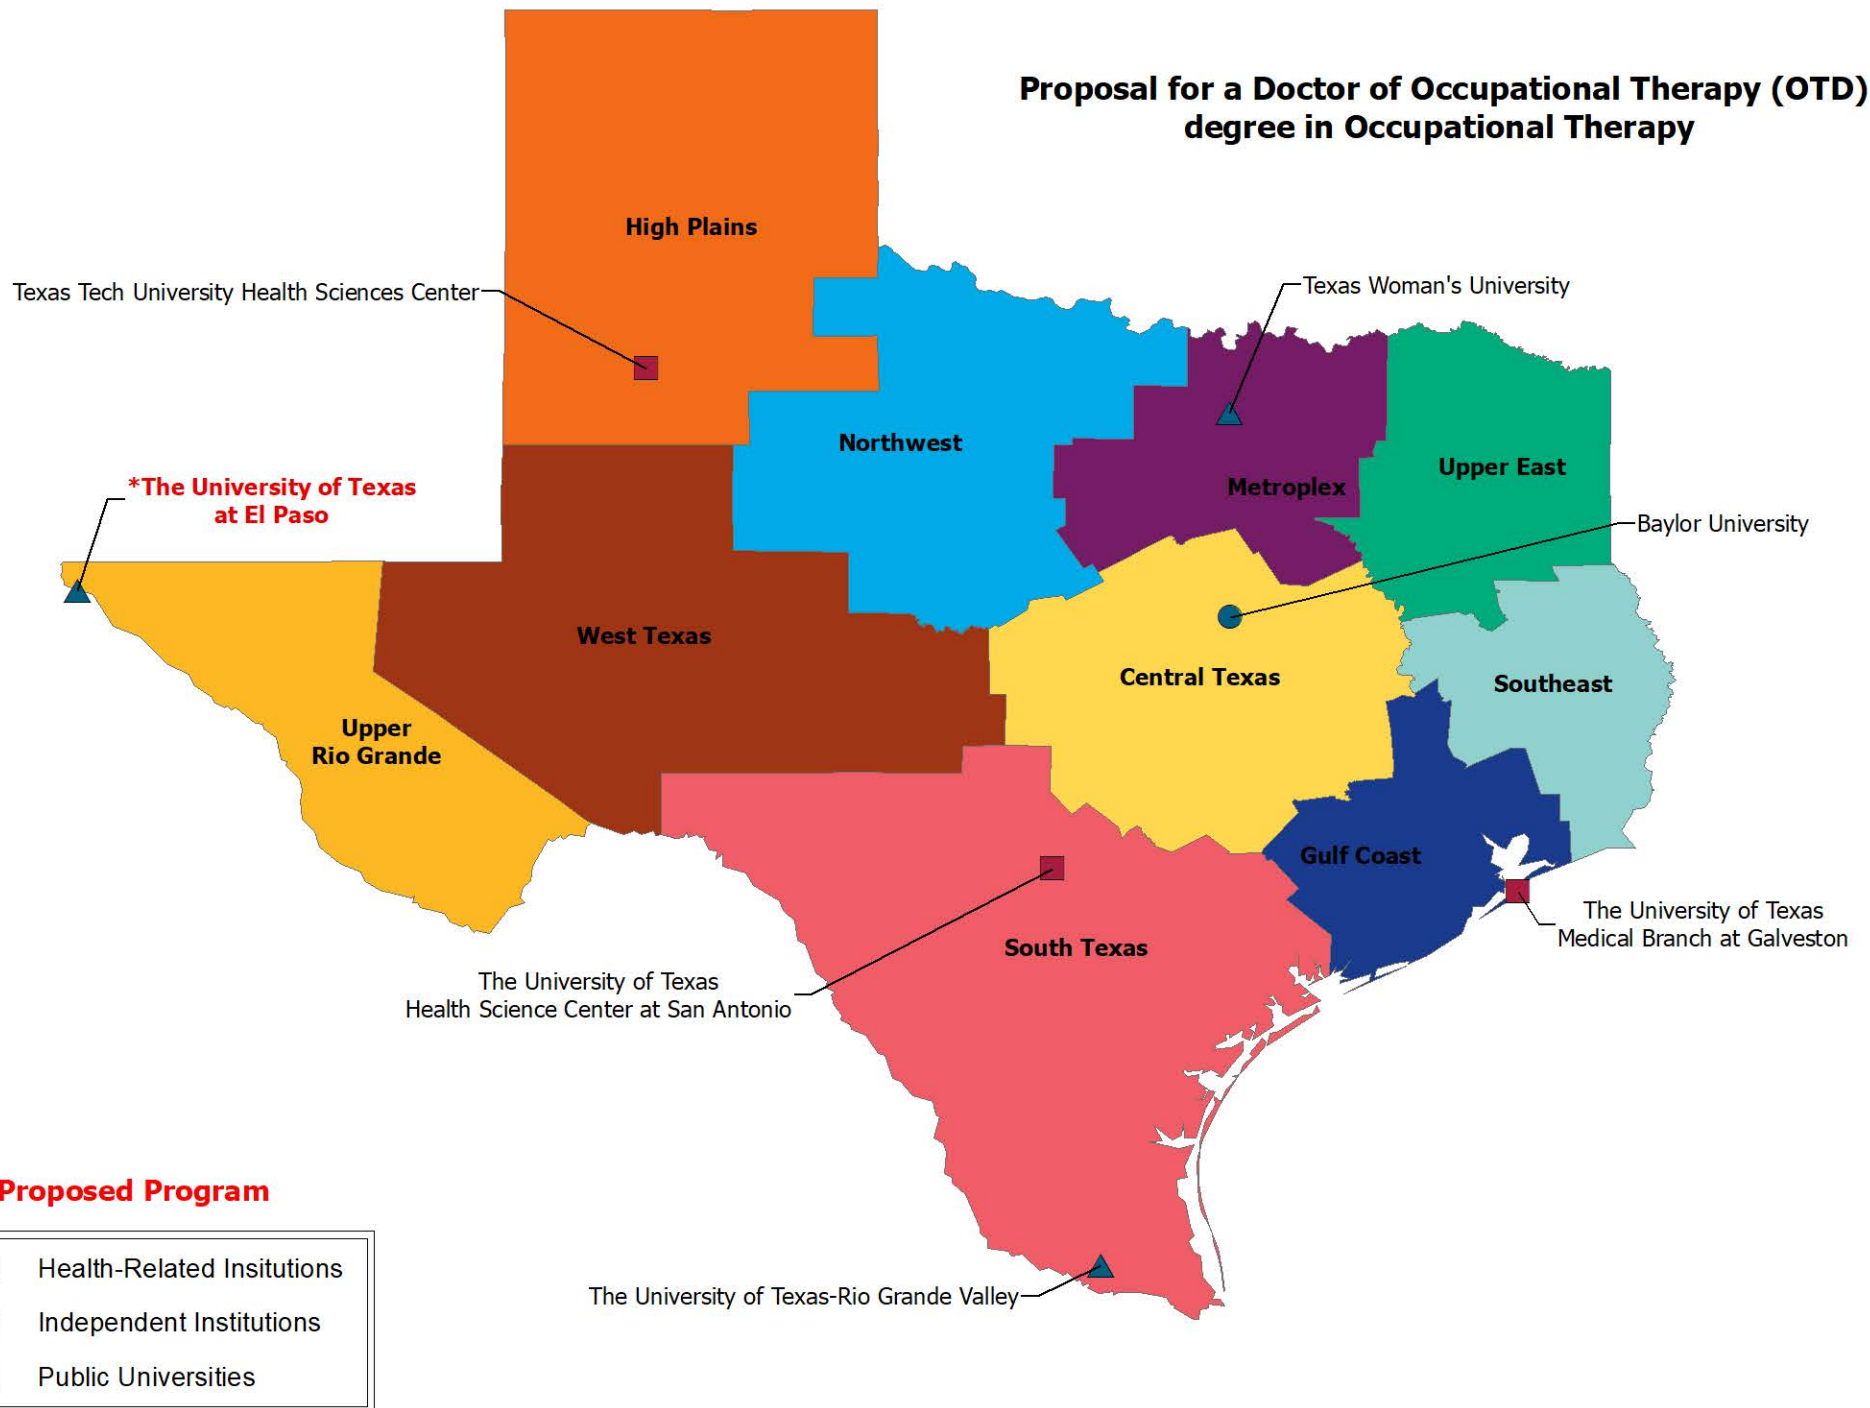 Proposal for a Doctor of Occupational Therapy (OTD)
degree in Occupational Therapy
High Plains
Texas Tech University Health Sciences Center
Texas Woman's University
Northwest
Metroplex
Upper East
*The University of Texas
at El Paso
Baylor University
West Texas
Central Texas
Southeast
Upper
Rio Grande
Gulf Coast
The University of Texas
Medical Branch at Galveston
South Texas
The University of Texas
Health Science Center at San Antonio
Proposed Program
Health-Related Insitutions
Independent Institutions
Public Universities
The University of Texas-Rio Grande Valley